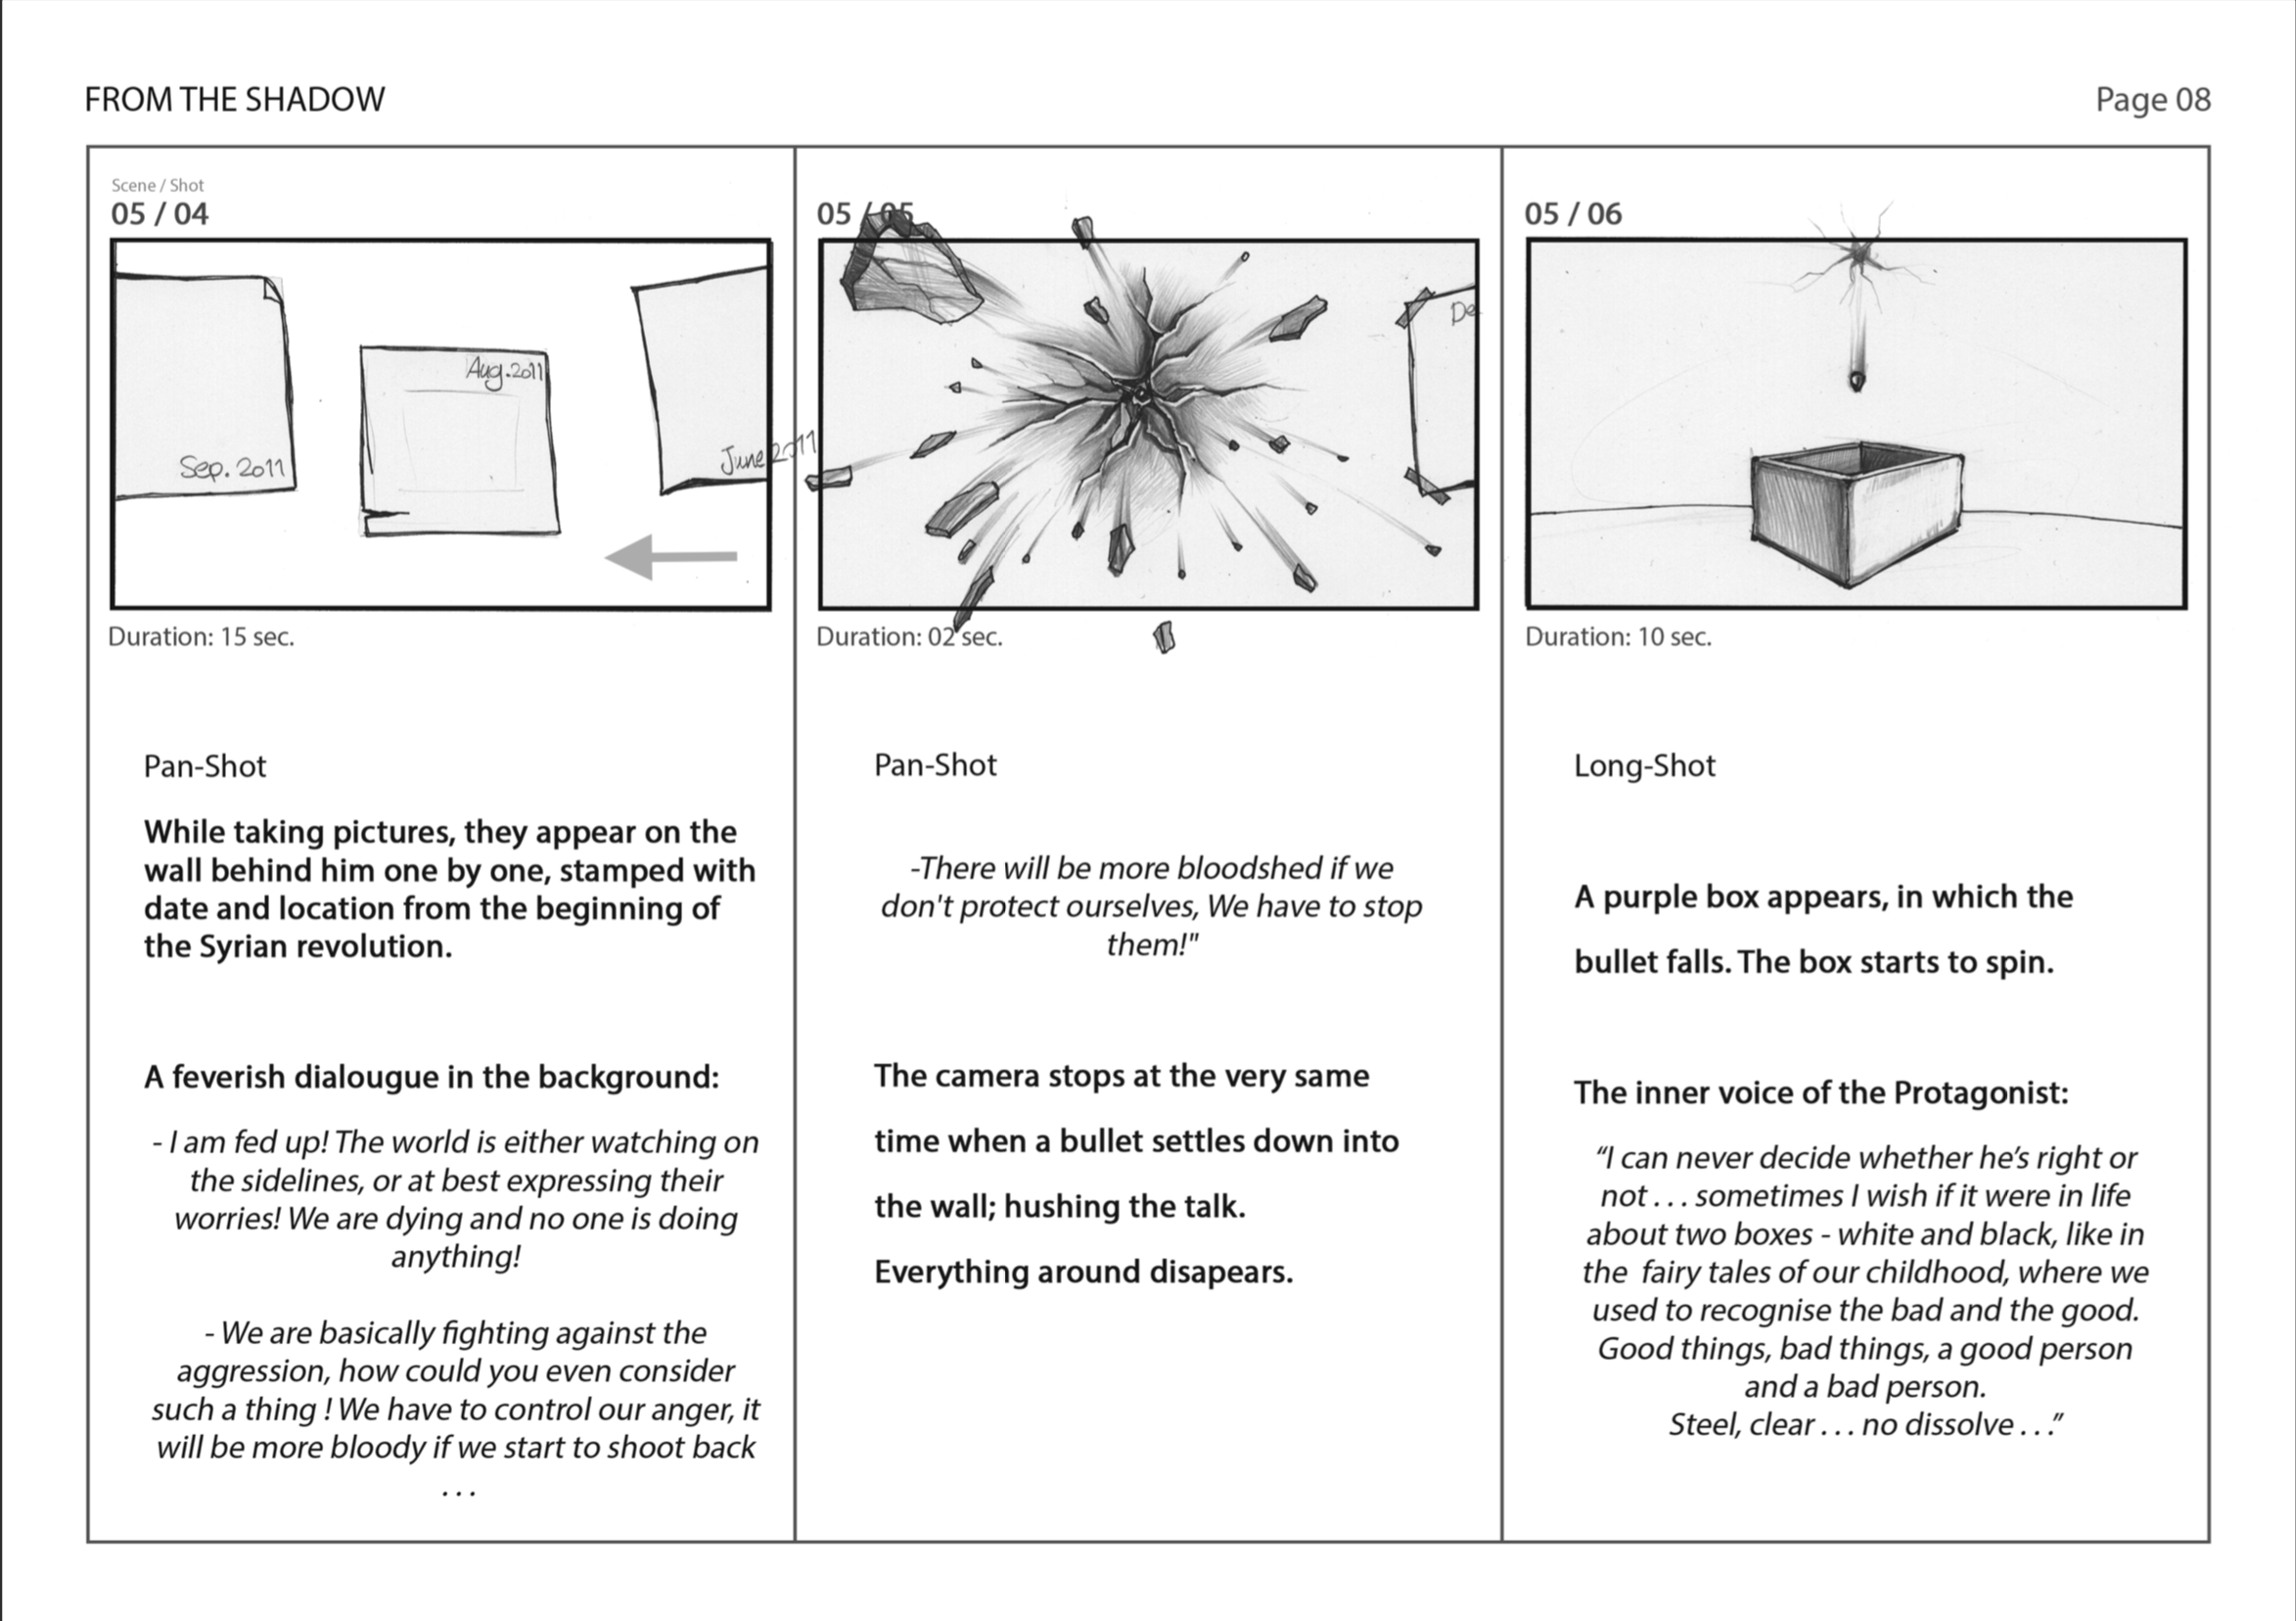 FROM THE SHADOW
Page 08
Scene / Shot
05 / 04
Sep. 2011
Aug. 2011
June 2011
Duration: 15 sec.
Pan-Shot
While taking pictures, they appear on the
wall behind him one by one, stamped with
date and location from the beginning of
the Syrian revolution.
A feverish dialougue in the background:
- I am fed up! The world is either watching on
the sidelines, or at best expressing their
worries! We are dying and no one is doing
anything!
- We are basically fighting against the
aggression, how could you even consider
such a thing ! We have to control our anger, it
will be more bloody if we start to shoot back
. . .
05 / 05
De
Duration: 02 sec.
Pan-Shot
-There will be more bloodshed if we
don't protect ourselves, We have to stop
them!"
The camera stops at the very same
time when a bullet settles down into
the wall; hushing the talk.
Everything around disapears.
05 / 06
Duration: 10 sec.
Long-Shot
A purple box appears, in which the
bullet falls. The box starts to spin.
The inner voice of the Protagonist:
“I can never decide whether he’s right or
not . . . sometimes I wish if it were in life
about two boxes - white and black, like in
the fairy tales of our childhood, where we
used to recognise the bad and the good.
Good things, bad things, a good person
and a bad person.
Steel, clear . . . no dissolve . . .”